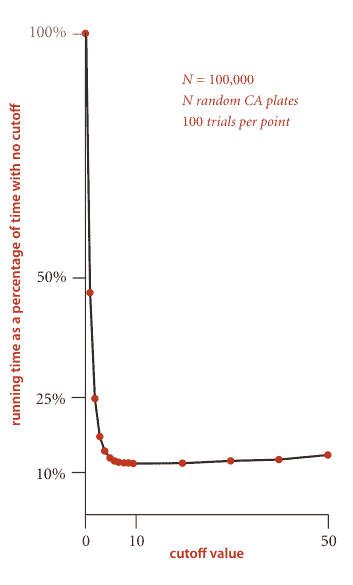 running time as a percentage of time with no cutoff
100%
N = 100,000
N random CA plates
100 trials per point
50%
25%
10%
0 10 50
cutoff value